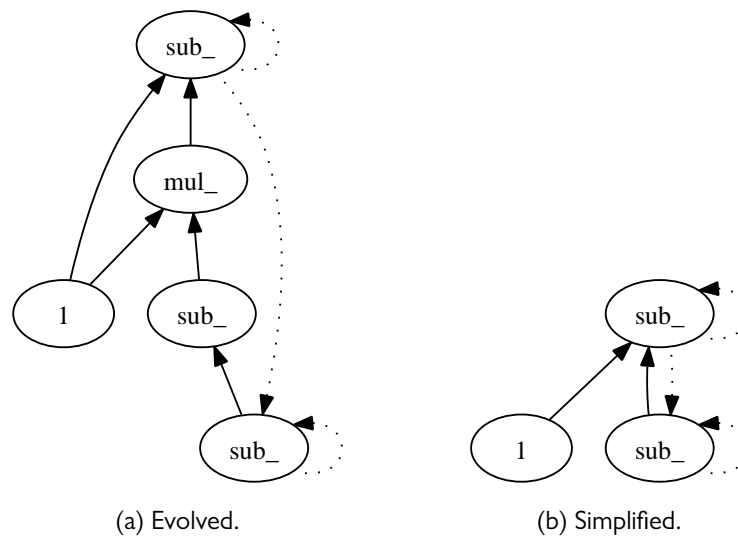 sub_
mul_
1
sub_
sub_
(a) Evolved.
sub_
1
sub_
(b) Simplified.